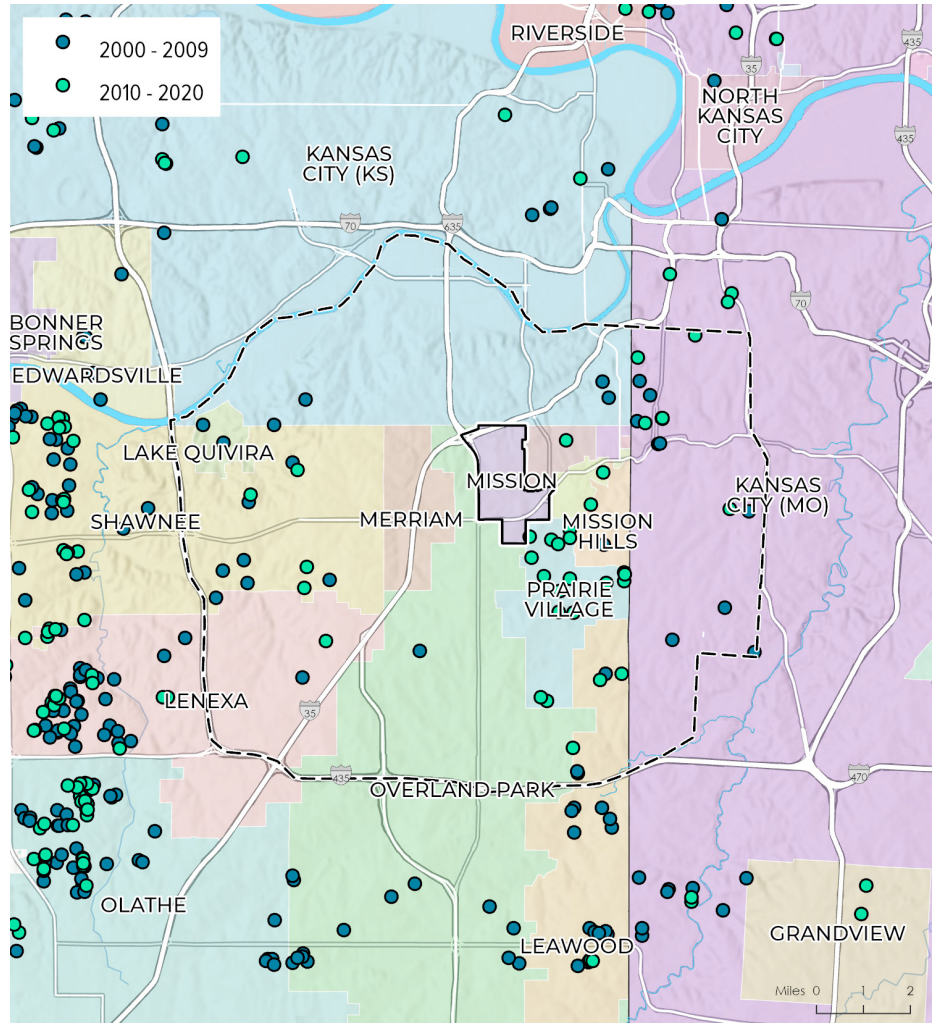 2000 - 2009
2010 - 2020
RIVERSIDE
435
35
NORTH
KANSAS
CITY
435
KANSAS
CITY (KS)
70
635
70
BONNER
SPRINGS
EDWARDSVILLE
LAKE QUIVIRA
MISSION
KANSAS
CITY (MO)
SHAWNEE
MERRIAM
MISSION
HILLS
PRAIRIE
VILLAGE
LENEXA
35
435
470
OVERLAND PARK
OLATHE
LEAWOOD
GRANDVIEW
Miles 0 1 2